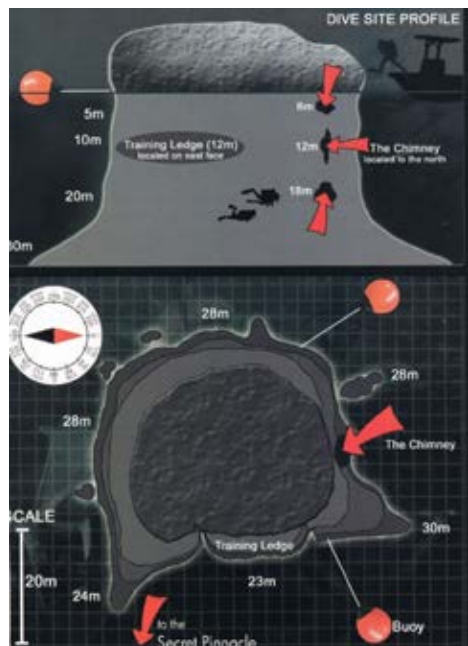 DIVE SITE PROFILE
5m
6m
10m
Training Ledge (12m)
located on east face
12m
The Chimney
located to the north
20m
18m
30m
28m
28m
28m
The Chimney
SCALE
20m
Training Ledge
30m
24m
23m
to the
Secret Pinnacle
Buoy